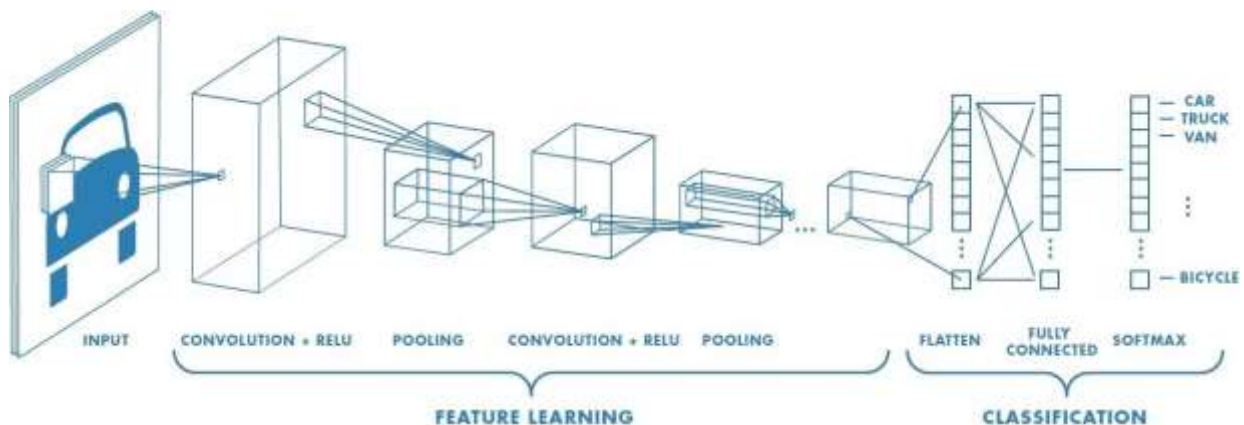 CAR
TRUCK
VAN
BICYCLE
INPUT
CONVOLUTION + RELU
POOLING
CONVOLUTION + RELU
POOLING
FLATTEN
FULLY
CONNECTED
SOFTMAX
FEATURE LEARNING
CLASSIFICATION